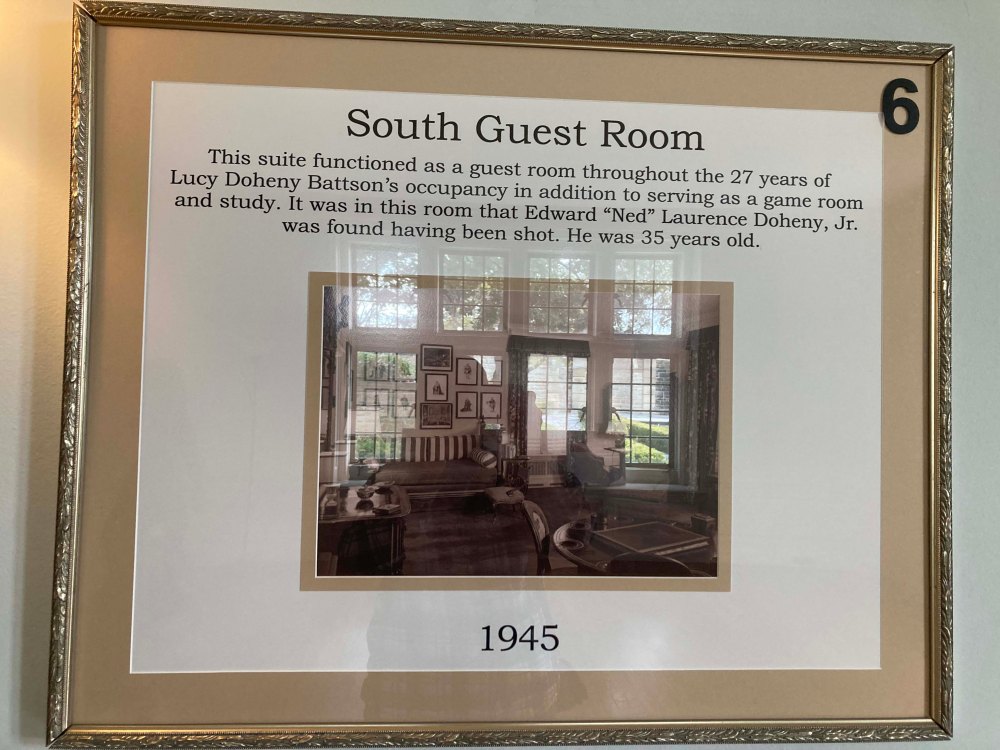 6
South Guest Room
This suite functioned as a guest room throughout the 27 years of
Lucy Doheny Battson’s occupancy in addition to serving as a game room
and study. It was in this room that Edward “Ned” Laurence Doheny, Jr.
was found having been shot. He was 35 years old.
1945